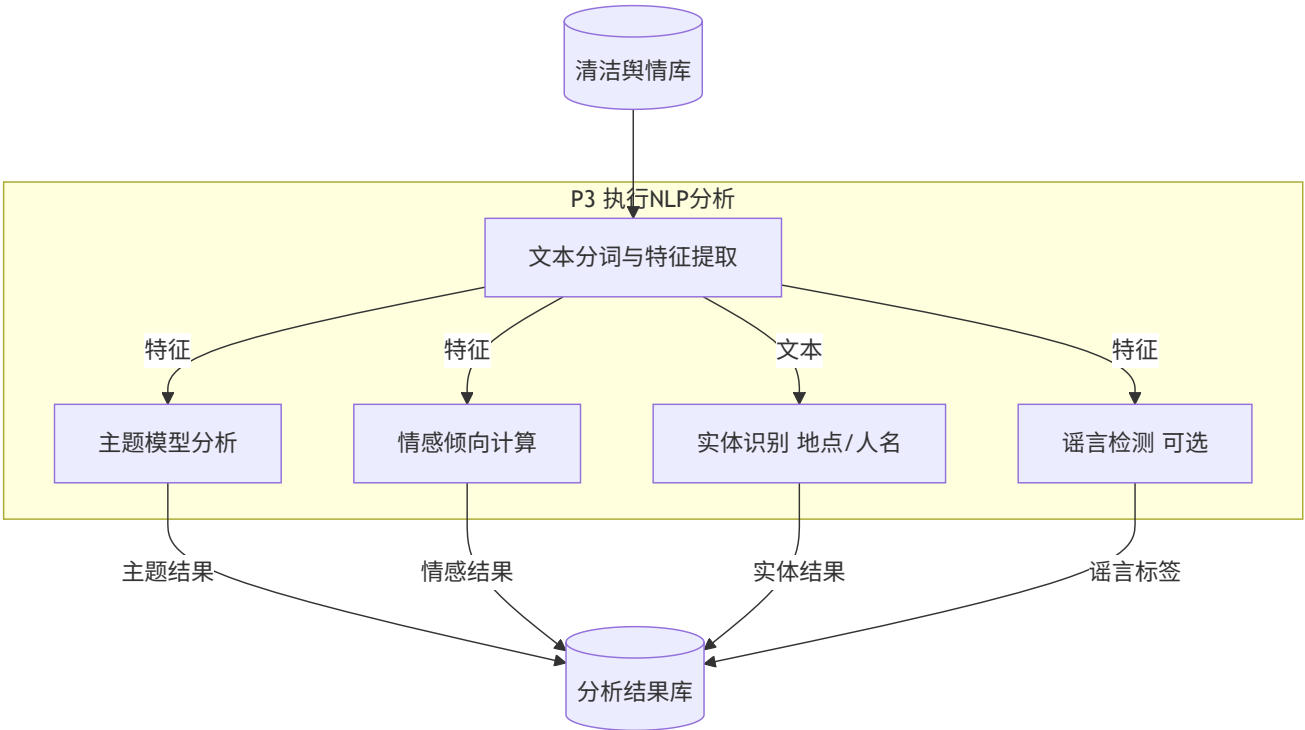 清洁舆情库
P3 执行NLP分析
文本分词与特征提取
特征
特征
文本
特征
主题模型分析
情感倾向计算
实体识别 地点/人名
谣言检测 可选
主题结果
情感结果
实体结果
谣言标签
分析结果库